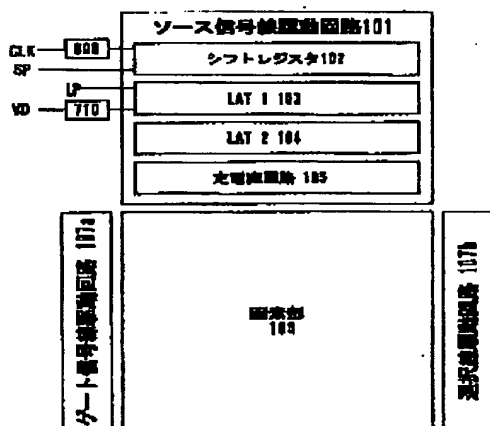 ソース信号線駆動回路101
CLK
SP
シフトレジスタ102
LP
LAT 1 103
VD
710
LAT 2 104
定電流回路 105
ゲート信号線駆動回路 107a
画素部
103
選択線駆動回路 107b